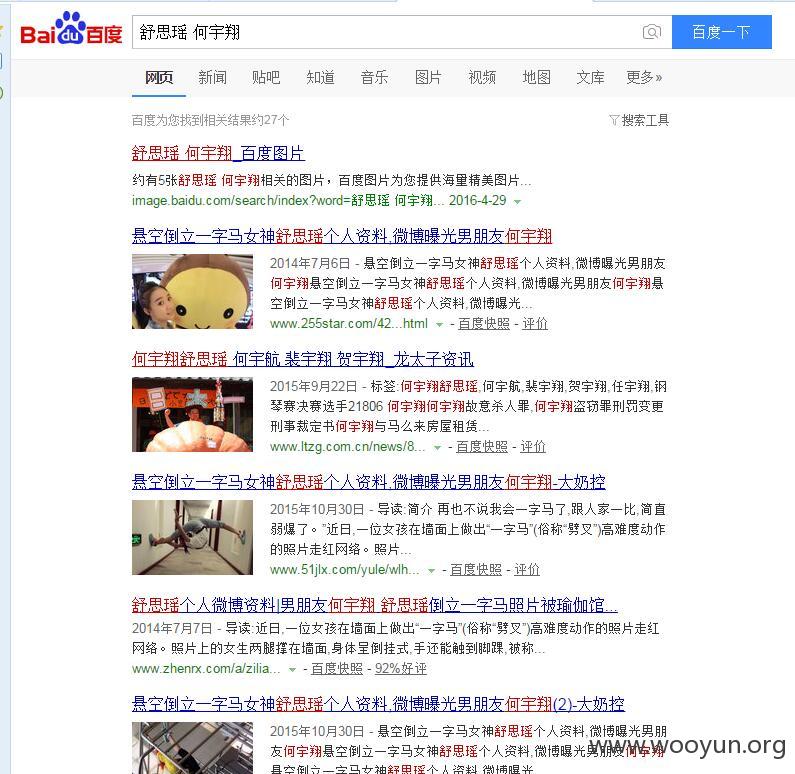 Bai du 百度
舒思瑶 何宇翔
百度一下
网页 新闻 贴吧 知道 音乐 图片 视频 地图 文库 更多»
百度为您找到相关结果约27个
搜索工具
舒思瑶 何宇翔_百度图片
约有5张舒思瑶 何宇翔相关的图片，百度图片为您提供海量精美图片...
image.baidu.com/search/index?word=舒思瑶 何宇翔... 2016-4-29
悬空倒立一字马女神舒思瑶个人资料,微博曝光男朋友何宇翔
2014年7月6日 - 悬空倒立一字马女神舒思瑶个人资料,微博曝光男朋友
何宇翔悬空倒立一字马女神舒思瑶个人资料,微博曝光男朋友何宇翔悬
空倒立一字马女神舒思瑶个人资料,微博曝光...
www.255star.com/42...html - 百度快照 - 评价
何宇翔舒思瑶 何宇航 裴宇翔 贺宇翔_龙太子资讯
2015年9月22日 - 标签:何宇翔舒思瑶,何宇航,裴宇翔,贺宇翔,任宇翔,钢
琴赛决赛选手21806 何宇翔何宇翔故意杀人罪,何宇翔盗窃罪刑罚变更
刑事裁定书何宇翔与马么来房屋租赁...
www.ltzg.com.cn/news/8... - 百度快照 - 评价
悬空倒立一字马女神舒思瑶个人资料,微博曝光男朋友何宇翔-大奶控
2015年10月30日 - 导读:简介 再也不说我会一字马了,跟人家一比,简直
弱爆了。”近日,一位女孩在墙面上做出“一字马”(俗称“劈叉”)高难度动作
的照片走红网络。照片...
www.51jlx.com/yule/wlh... - 百度快照 - 评价
舒思瑶个人微博资料|男朋友何宇翔 舒思瑶倒立一字马照片被瑜伽馆...
2014年7月7日 - 导读:近日,一位女孩在墙面上做出“一字马”(俗称“劈叉”)高难度动作的照片走红
网络。照片上的女生两腿撑在墙面,身体呈倒挂式,手还能触到脚踝,被称...
www.zhenrx.com/a/zilia... - 百度快照 - 92%好评
悬空倒立一字马女神舒思瑶个人资料,微博曝光男朋友何宇翔(2)-大奶控
2015年10月30日 - 悬空倒立一字马女神舒思瑶个人资料,微博曝光男朋
友何宇翔悬空倒立一字马女神舒思瑶个人资料,微博曝光男朋友何宇翔
悬空倒立一字马女神舒思瑶个人资料,微博曝光...
www.wooyun.org